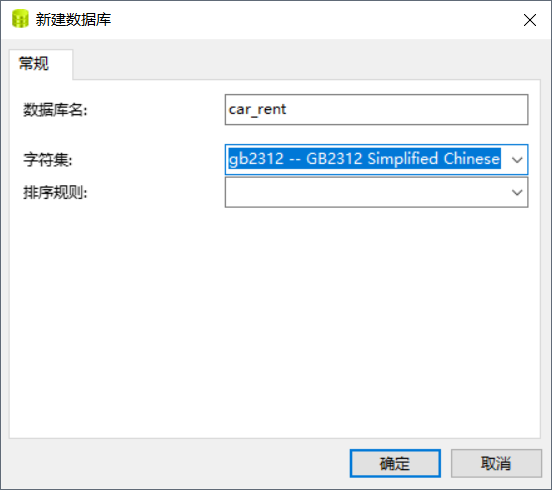 新建数据库
常规
数据库名: car_rent
字符集: gb2312 -- GB2312 Simplified Chinese
排序规则:
确定 取消